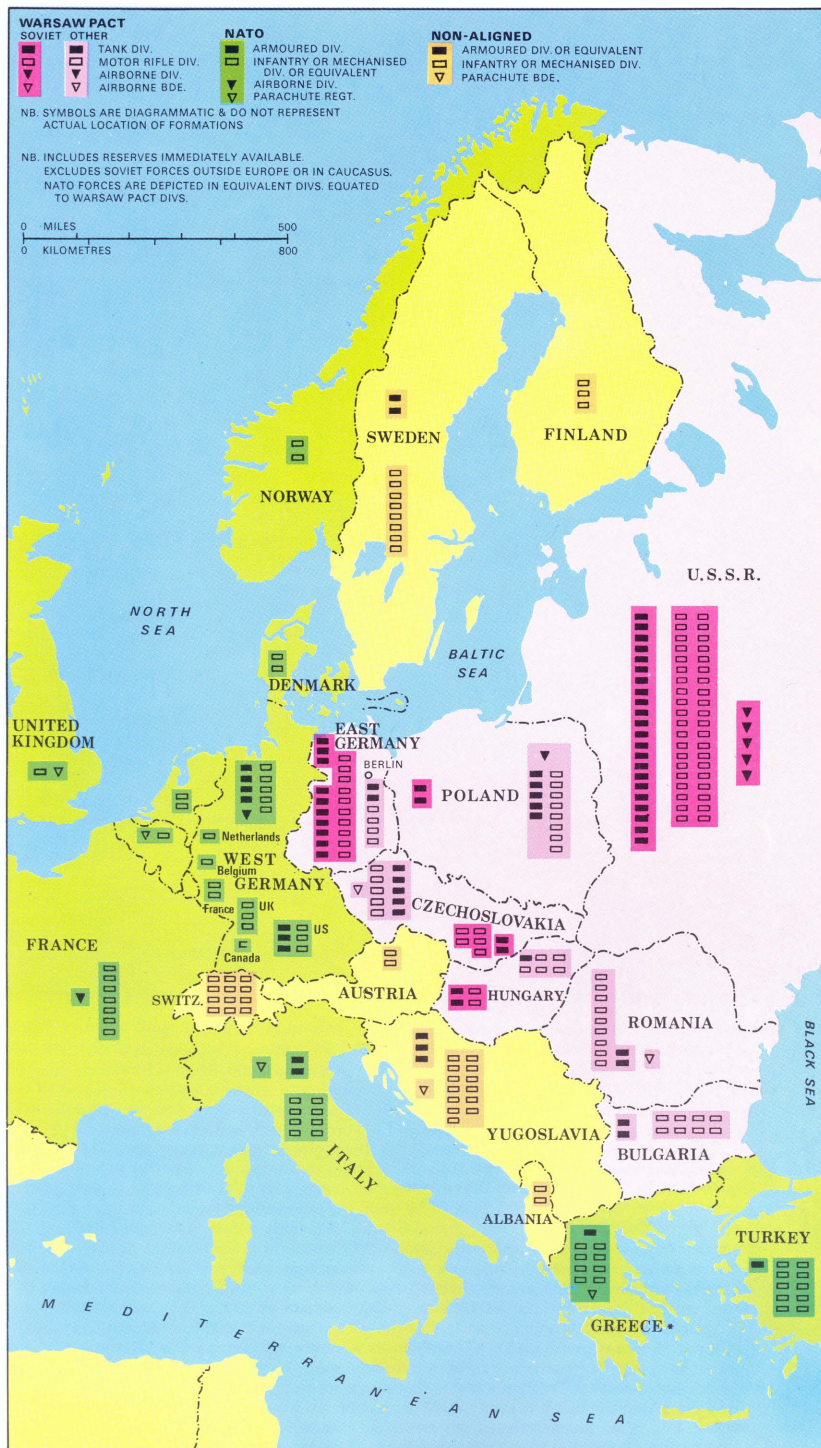 WARSAW PACT
SOVIET OTHER
TANK DIV.
MOTOR RIFLE DIV.
AIRBORNE DIV.
AIRBORNE BDE.
NATO
ARMOURED DIV.
INFANTRY OR MECHANISED
DIV. OR EQUIVALENT
AIRBORNE DIV.
PARACHUTE REGT.
NON-ALIGNED
ARMOURED DIV. OR EQUIVALENT
INFANTRY OR MECHANISED DIV.
PARACHUTE BDE.
NB. SYMBOLS ARE DIAGRAMMATIC & DO NOT REPRESENT
ACTUAL LOCATION OF FORMATIONS
NB. INCLUDES RESERVES IMMEDIATELY AVAILABLE.
EXCLUDES SOVIET FORCES OUTSIDE EUROPE OR IN CAUCASUS.
NATO FORCES ARE DEPICTED IN EQUIVALENT DIVS. EQUATED
TO WARSAW PACT DIVS.
0 MILES 500
0 KILOMETRES 800
SWEDEN
FINLAND
NORWAY
U.S.S.R.
NORTH
SEA
BALTIC
SEA
DENMARK
UNITED
KINGDOM
EAST
GERMANY
BERLIN
POLAND
Netherlands
WEST
Belgium
GERMANY
France
UK
US
Canada
CZECHOSLOVAKIA
FRANCE
SWITZ.
AUSTRIA
HUNGARY
ROMANIA
BLACK SEA
YUGOSLAVIA
BULGARIA
ITALY
ALBANIA
TURKEY
GREECE*
MEDITERRANEAN SEA